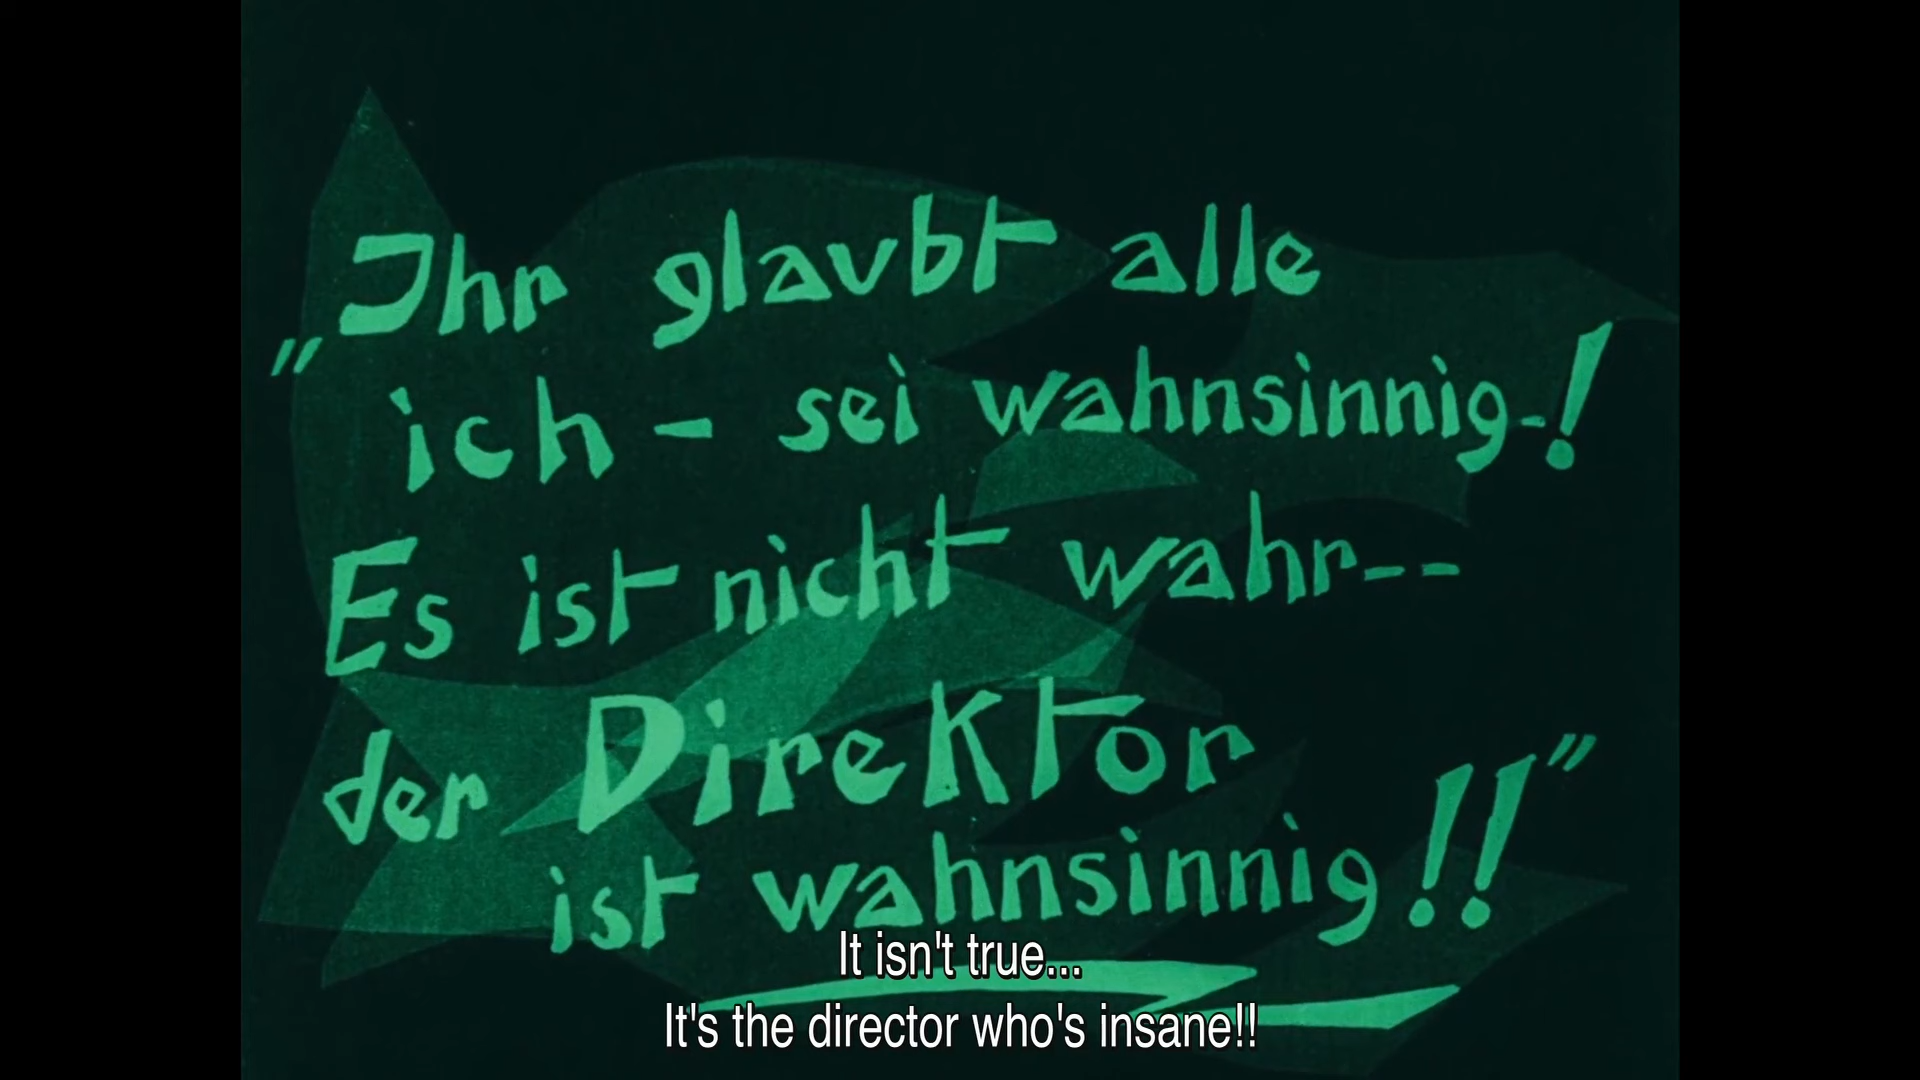 „Ihr glaubt alle
ich – sei wahnsinnig-!
Es ist nicht wahr--
der Direktor
ist wahnsinnig!!”
It isn't true...
It's the director who's insane!!